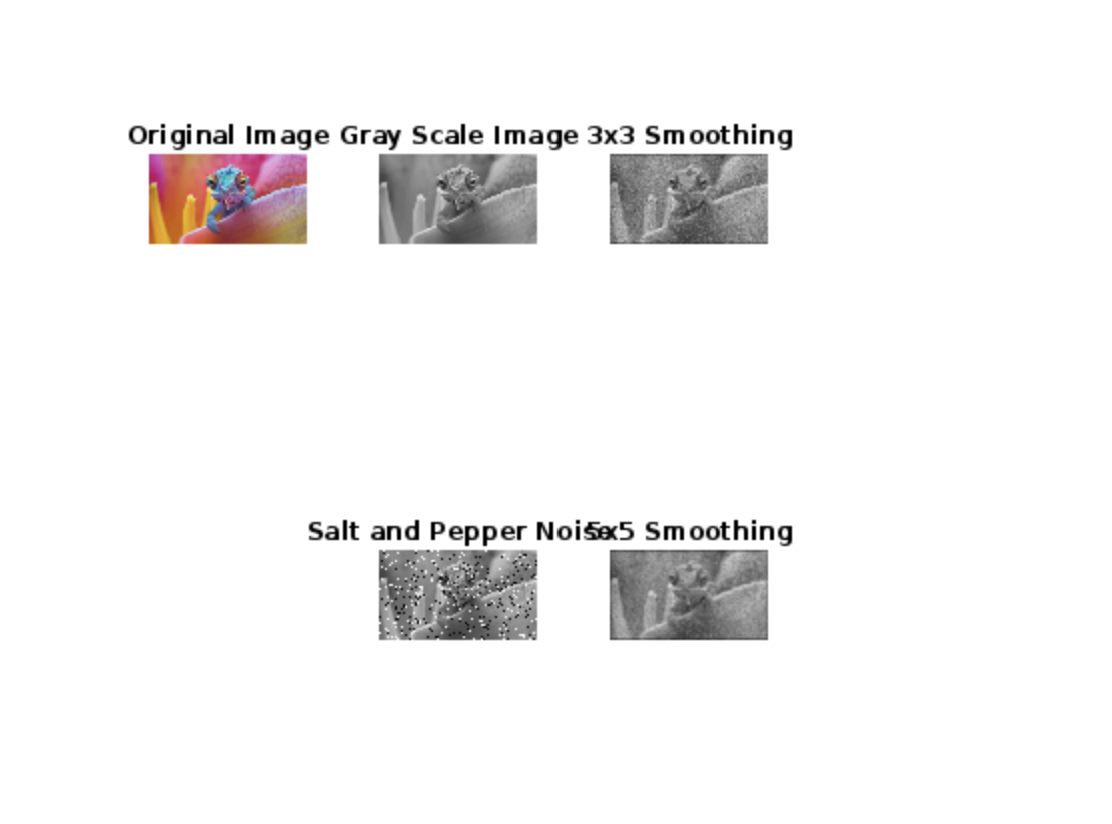 Original Image
Gray Scale Image
3x3 Smoothing
Salt and Pepper Noise
5x5 Smoothing